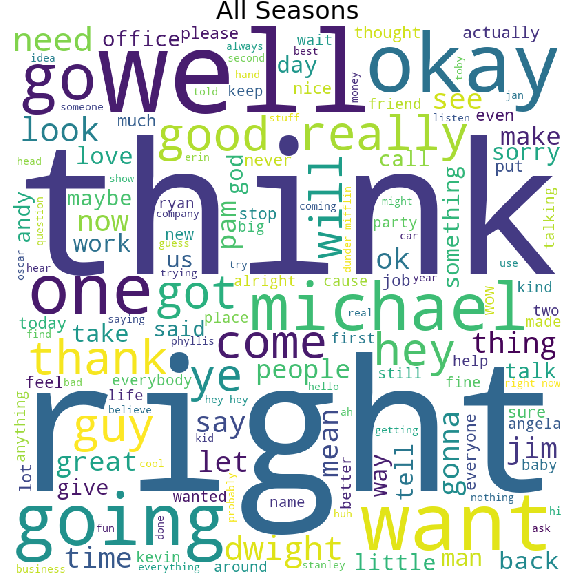 All Seasons
need office please wait thought actually
idea always second best
go well okay
someone told hand day nice money friend see toby jan even
look much keep stuff listen
good really make
head love erin never call sorry put
show
think
andy maybe ryan pam god stop will party might ok something talking
question now company big coming dunder mifflin car
oscar work new us guess try
hear trying alright cause job year use
one got michael wow kind two
today saying take said place real first made
find phyllis come hey thing
thank ye people still help talk
feel bad everybody hello fine right now
life believe
right
anything guy hey hey ah getting sure angela
lot kid say mean gonna everyone jim
cool great let better way tell baby
give wanted probably name huh nothing hi
going want
fun done ask
time kevin dwight little man back
business everything around stanley